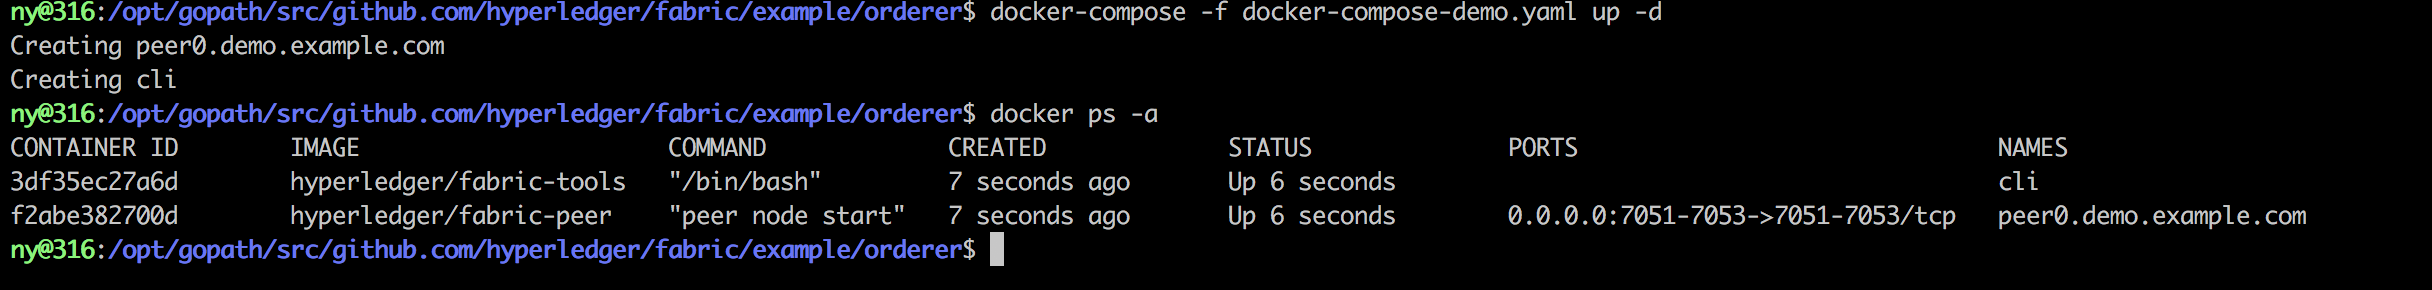 ny@316:/opt/gopath/src/github.com/hyperledger/fabric/example/orderer$ docker-compose -f docker-compose-demo.yaml up -d
Creating peer0.demo.example.com
Creating cli
ny@316:/opt/gopath/src/github.com/hyperledger/fabric/example/orderer$ docker ps -a
CONTAINER ID        IMAGE                      COMMAND             CREATED             STATUS              PORTS                              NAMES
3df35ec27a6d        hyperledger/fabric-tools   "/bin/bash"         7 seconds ago       Up 6 seconds                                           cli
f2abe382700d        hyperledger/fabric-peer    "peer node start"   7 seconds ago       Up 6 seconds        0.0.0.0:7051-7053->7051-7053/tcp   peer0.demo.example.com
ny@316:/opt/gopath/src/github.com/hyperledger/fabric/example/orderer$